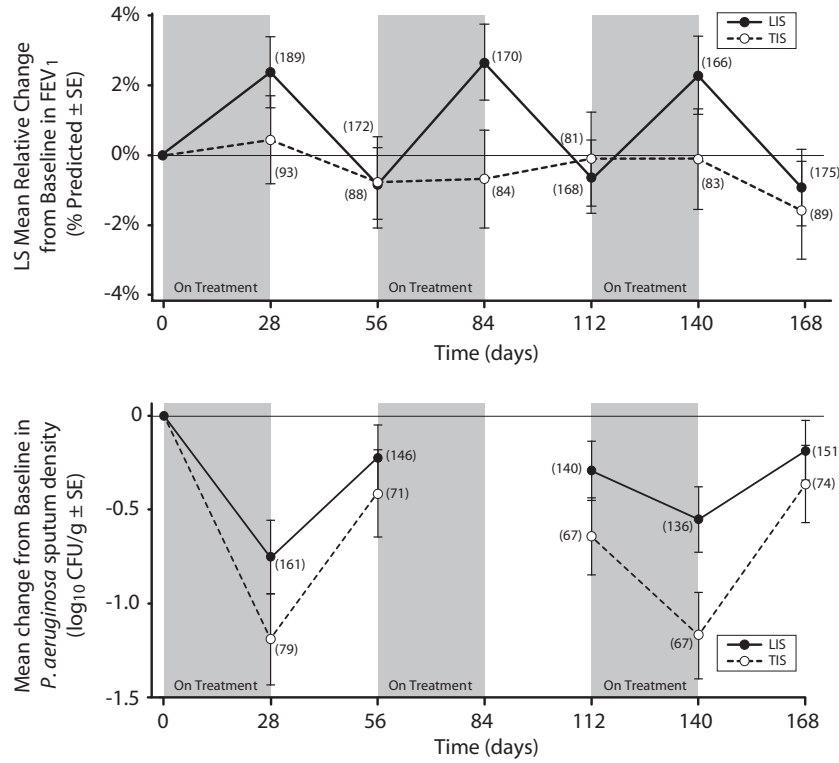 LS Mean Relative Change
from Baseline in FEV1
(% Predicted ± SE)
4%
2%
0%
-2%
-4%
LIS
TIS
(189)
(93)
(172)
(88)
(170)
(84)
(81)
(168)
(166)
(83)
(175)
(89)
On Treatment
On Treatment
On Treatment
0 28 56 84 112 140 168
Time (days)
Mean change from Baseline in
P. aeruginosa sputum density
(log10 CFU/g ± SE)
0
-0.5
-1.0
-1.5
(161)
(79)
(146)
(71)
(140)
(67)
(136)
(67)
(151
(74)
LIS
TIS
On Treatment
On Treatment
On Treatment
0 28 56 84 112 140 168
Time (days)